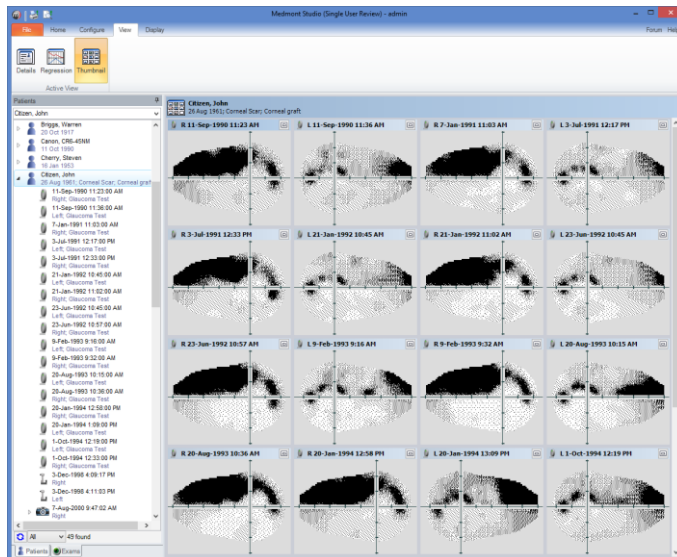 Medmont Studio (Single User Review) - admin
File Home Configure View Display Forum Help
Details Regression Thumbnail
Active View
Patients
Citizen, John
Briggs, Warren
20 Oct 1917
Canon, CR6-45NM
11 Oct 1990
Cherry, Steven
16 Jan 1953
Citizen, John
26 Aug 1961; Corneal Scar; Corneal graft
11-Sep-1990 11:23:00 AM
Right; Glaucoma Test
11-Sep-1990 11:36:00 AM
Left; Glaucoma Test
7-Jan-1991 11:03:00 AM
Right; Glaucoma Test
3-Jul-1991 12:17:00 PM
Left; Glaucoma Test
3-Jul-1991 12:33:00 PM
Right; Glaucoma Test
21-Jan-1992 10:45:00 AM
Left; Glaucoma Test
21-Jan-1992 11:02:00 AM
Right; Glaucoma Test
23-Jun-1992 10:45:00 AM
Left; Glaucoma Test
23-Jun-1992 10:57:00 AM
Right; Glaucoma Test
9-Feb-1993 9:16:00 AM
Left; Glaucoma Test
9-Feb-1993 9:32:00 AM
Right; Glaucoma Test
20-Aug-1993 10:15:00 AM
Left; Glaucoma Test
20-Aug-1993 10:36:00 AM
Right; Glaucoma Test
20-Jan-1994 12:58:00 PM
Right; Glaucoma Test
20-Jan-1994 1:09:00 PM
Left; Glaucoma Test
1-Oct-1994 12:19:00 PM
Left; Glaucoma Test
1-Oct-1994 12:33:00 PM
Right; Glaucoma Test
3-Dec-1998 4:09:17 PM
Right
3-Dec-1998 4:11:03 PM
Left
7-Aug-2000 9:47:02 AM
Right
All 49 found
Patients Exams
Citizen, John
26 Aug 1961; Corneal Scar; Corneal graft
R 11-Sep-1990 11:23 AM
L 11-Sep-1990 11:36 AM
R 7-Jan-1991 11:03 AM
L 3-Jul-1991 12:17 PM
R 3-Jul-1991 12:33 PM
L 21-Jan-1992 10:45 AM
R 21-Jan-1992 11:02 AM
L 23-Jun-1992 10:45 AM
R 23-Jun-1992 10:57 AM
L 9-Feb-1993 9:16 AM
R 9-Feb-1993 9:32 AM
L 20-Aug-1993 10:15 AM
R 20-Aug-1993 10:36 AM
R 20-Jan-1994 12:58 PM
L 20-Jan-1994 13:09 PM
L 1-Oct-1994 12:19 PM